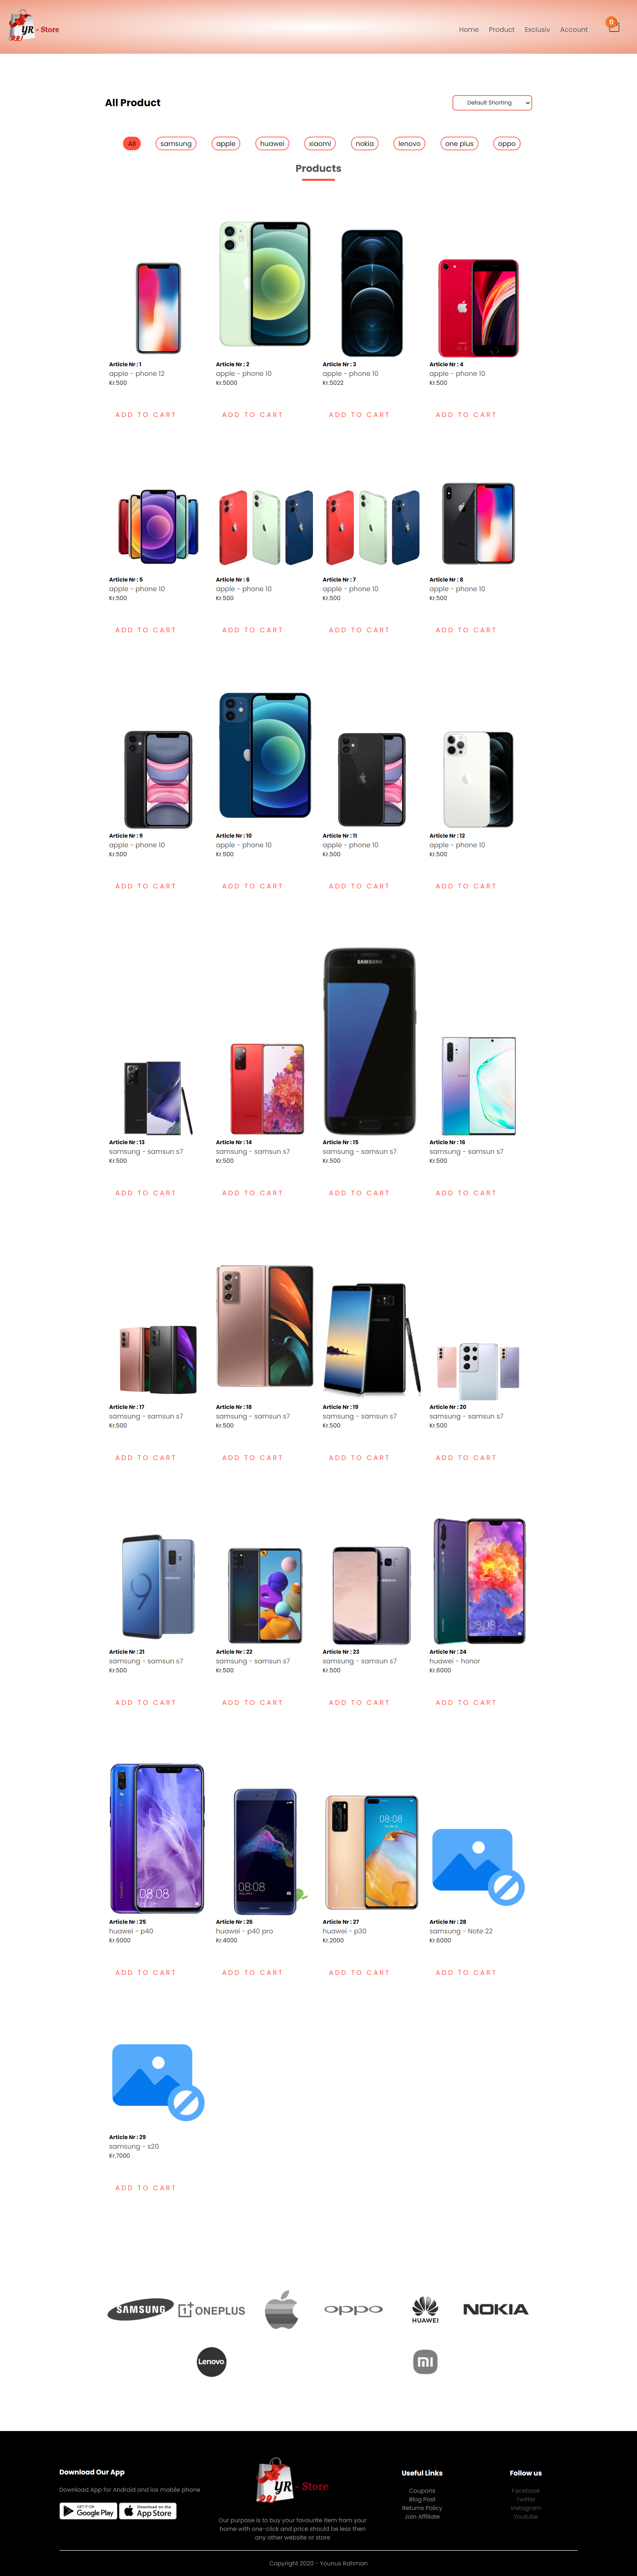 YR - Store
Home Product Exclusiv Account
0
All Product
Default Shorting
All samsung apple huawei xiaomi nokia lenovo one plus oppo
Products
Article Nr : 1
apple - phone 12
Kr.500
ADD TO CART
Article Nr : 2
apple - phone 10
Kr.5000
ADD TO CART
Article Nr : 3
apple - phone 10
Kr.5022
ADD TO CART
Article Nr : 4
apple - phone 10
Kr.500
ADD TO CART
Article Nr : 5
apple - phone 10
Kr.500
ADD TO CART
Article Nr : 6
apple - phone 10
Kr.500
ADD TO CART
Article Nr : 7
apple - phone 10
Kr.500
ADD TO CART
Article Nr : 8
apple - phone 10
Kr.500
ADD TO CART
Article Nr : 9
apple - phone 10
Kr.500
ADD TO CART
Article Nr : 10
apple - phone 10
Kr.500
ADD TO CART
Article Nr : 11
apple - phone 10
Kr.500
ADD TO CART
Article Nr : 12
apple - phone 10
Kr.500
ADD TO CART
Article Nr : 13
samsung - samsun s7
Kr.500
ADD TO CART
Article Nr : 14
samsung - samsun s7
Kr.500
ADD TO CART
SAMSUNG
Article Nr : 15
samsung - samsun s7
Kr.500
ADD TO CART
Article Nr : 16
samsung - samsun s7
Kr.500
ADD TO CART
Article Nr : 17
samsung - samsun s7
Kr.500
ADD TO CART
Article Nr : 18
samsung - samsun s7
Kr.500
ADD TO CART
Article Nr : 19
samsung - samsun s7
Kr.500
ADD TO CART
Article Nr : 20
samsung - samsun s7
Kr.500
ADD TO CART
9
Article Nr : 21
samsung - samsun s7
Kr.500
ADD TO CART
Article Nr : 22
samsung - samsun s7
Kr.500
ADD TO CART
Article Nr : 23
samsung - samsun s7
Kr.500
ADD TO CART
08:08
Article Nr : 24
huawei - honor
Kr.6000
ADD TO CART
08 08
Article Nr : 25
huawei - p40
Kr.6000
ADD TO CART
08:08
Article Nr : 26
huawei - p40 pro
Kr.4000
ADD TO CART
08:08
Article Nr : 27
huawei - p30
Kr.2000
ADD TO CART
Article Nr : 28
samsung - Note 22
Kr.6000
ADD TO CART
Article Nr : 29
samsung - s20
Kr.7000
ADD TO CART
SAMSUNG
1+ ONEPLUS
oppo
HUAWEI
NOKIA
Lenovo
mi
Download Our App
Download App for Android and ios mobile phone
GET IT ON
Google Play
Download on the
App Store
YR - Store
Our purpose is to buy your favourite item from your
home with one-click and price should be less then
any other website or store
Useful Links
Coupons
Blog Post
Returns Policy
Join Affiliate
Follow us
Facebook
Twitter
Instagram
Youtube
Copyright 2020 - Younus Rahman